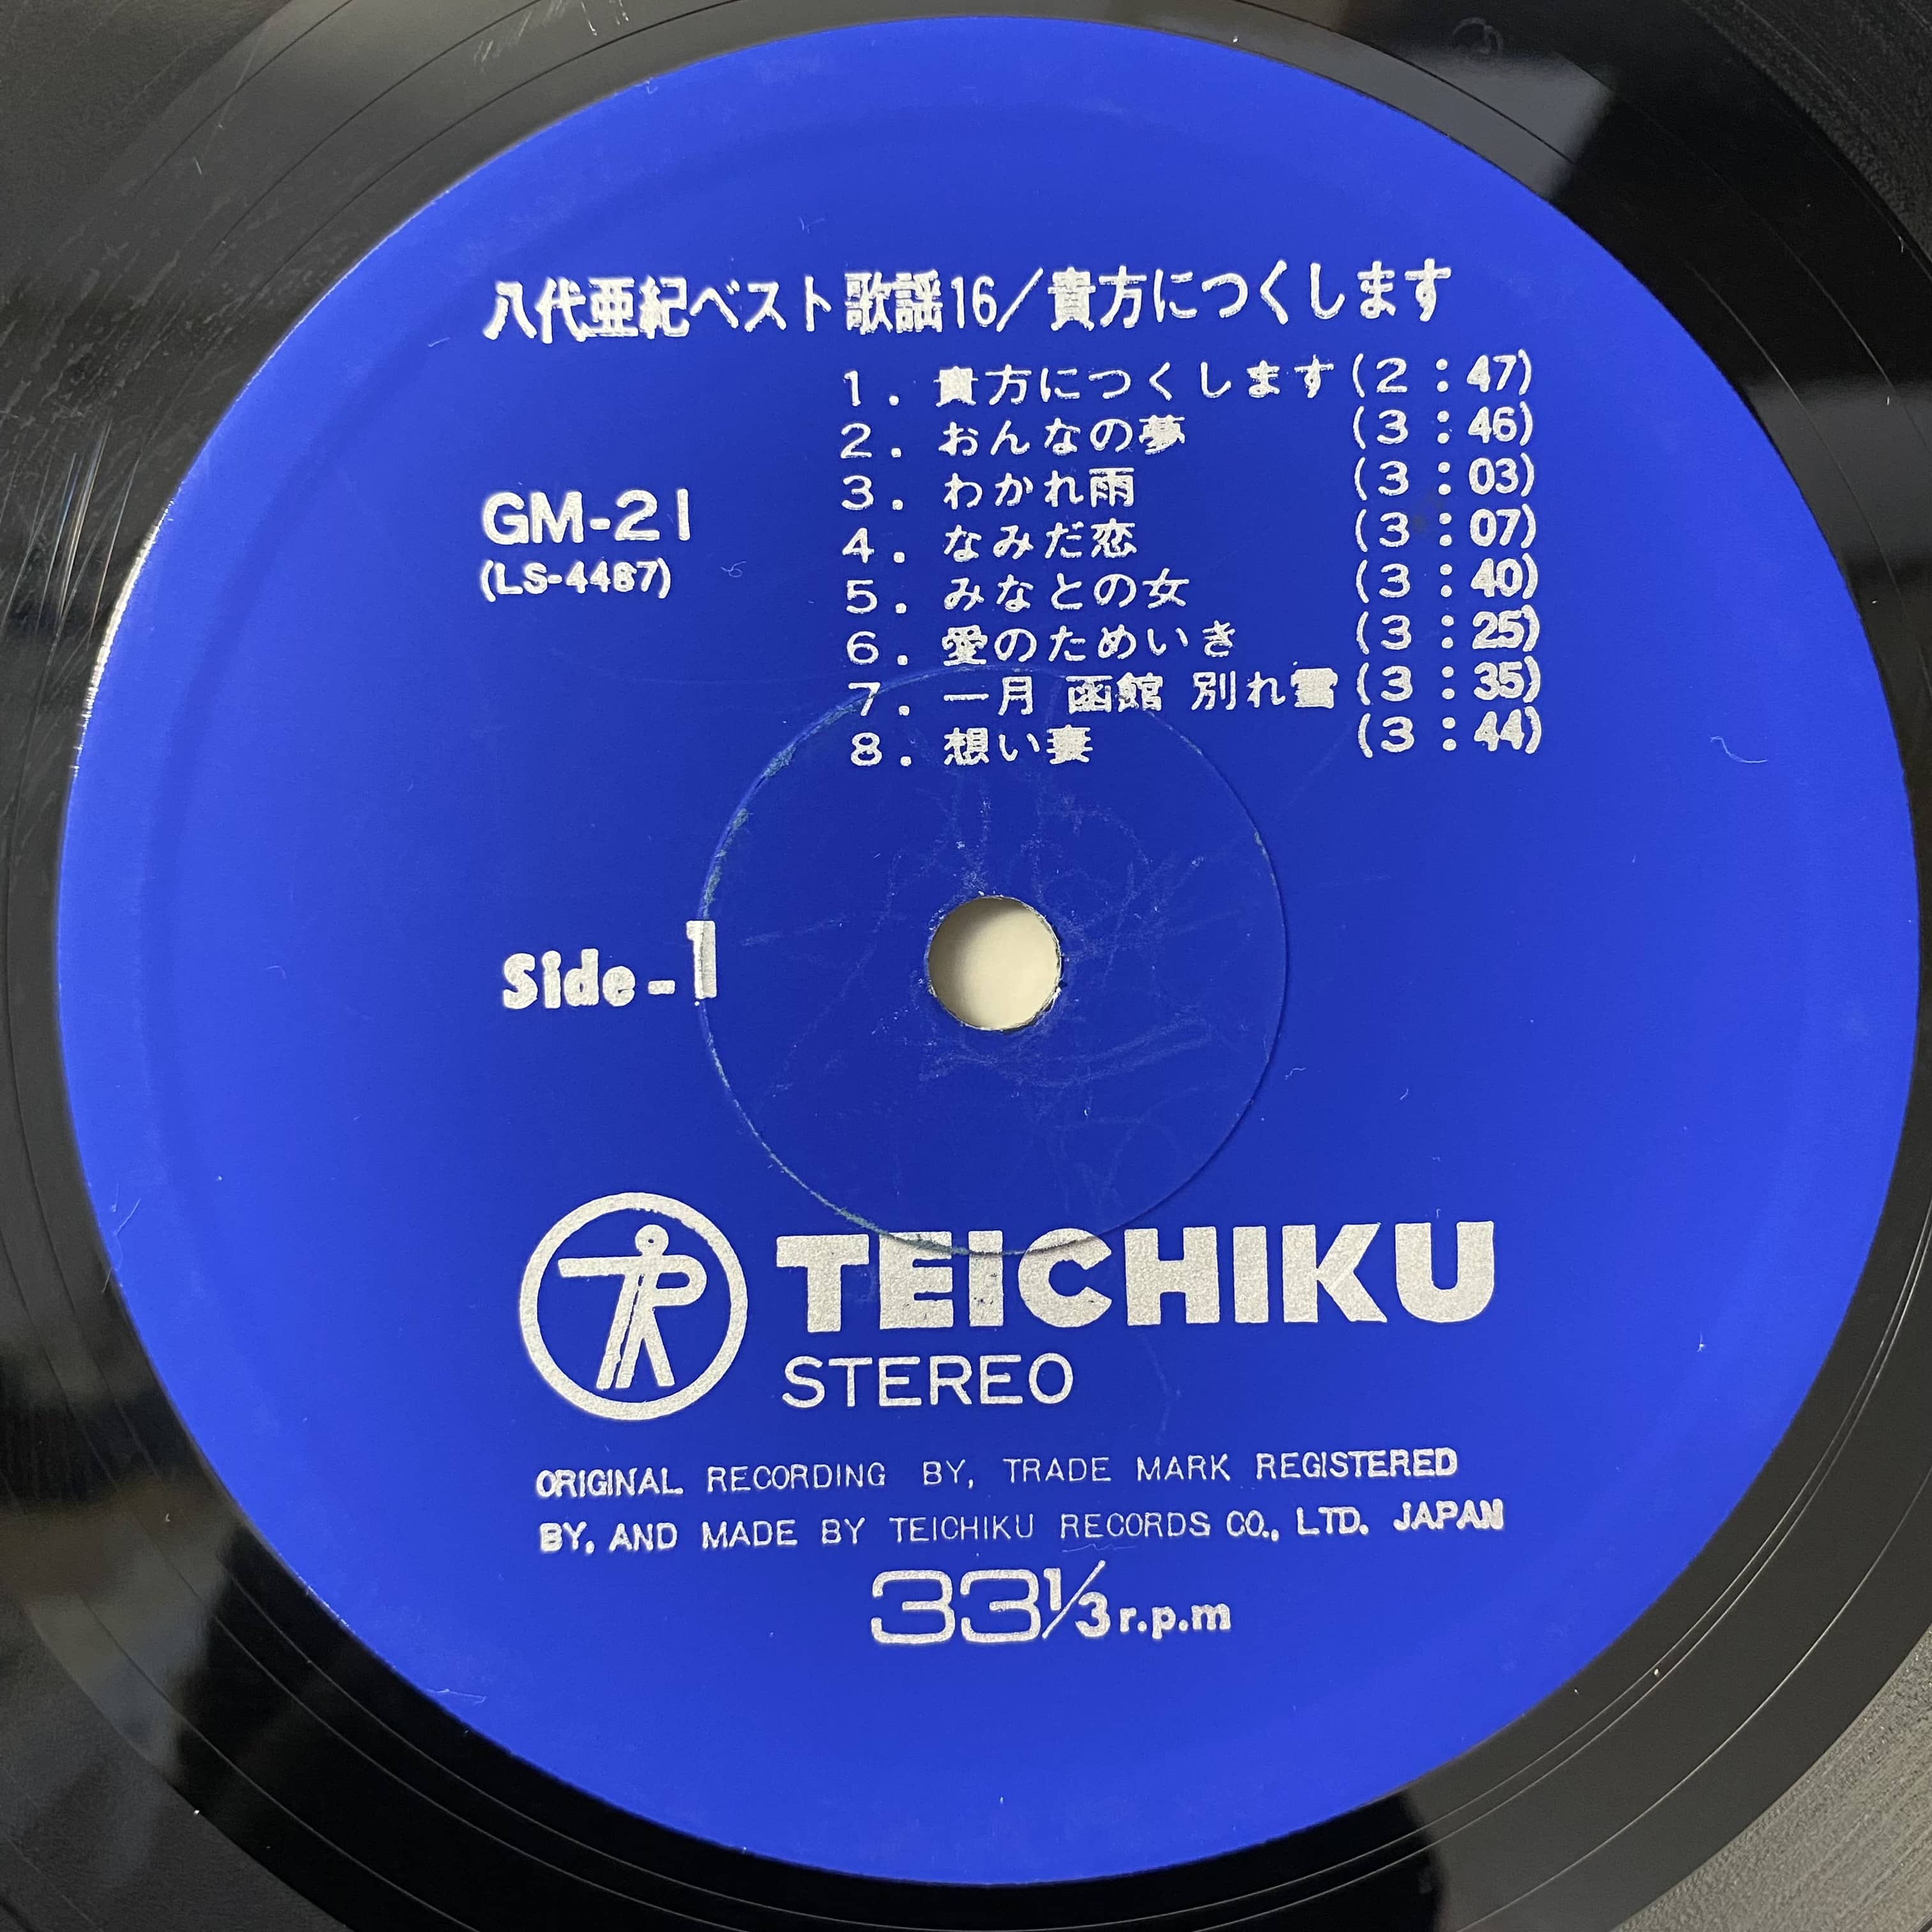 八代亜紀ベスト歌謡16/貴方につくします
1. 貴方につくします (2:47)
2. おんなの夢 (3:46)
3. わかれ雨 (3:03)
4. なみだ恋 (3:07)
5. みなとの女 (3:40)
6. 愛のためいき (3:25)
7. 一月 函館 別れ雪 (3:35)
8. 想い妻 (3:44)
GM-21
(LS-4487)
Side-1
TEICHIKU
STEREO
ORIGINAL RECORDING BY, TRADE MARK REGISTERED
BY, AND MADE BY TEICHIKU RECORDS CO., LTD. JAPAN
33 1/3 r.p.m